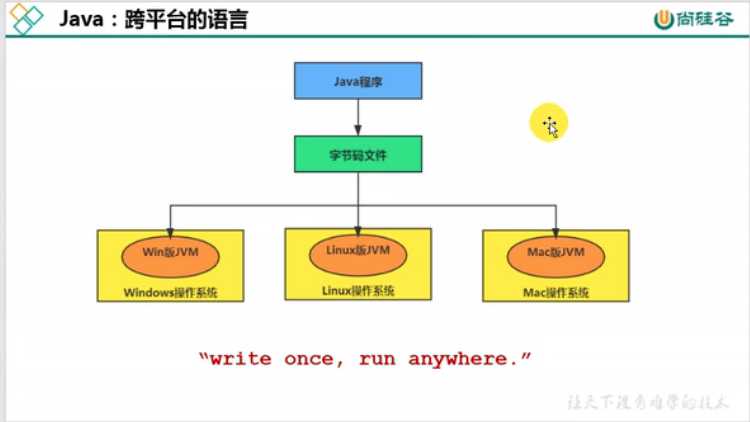 Java：跨平台的语言
尚硅谷
Java程序
字节码文件
Win版JVM
Windows操作系统
Linux版JVM
Linux操作系统
Mac版JVM
Mac操作系统
“write once, run anywhere.”
让天下没有难学的技术